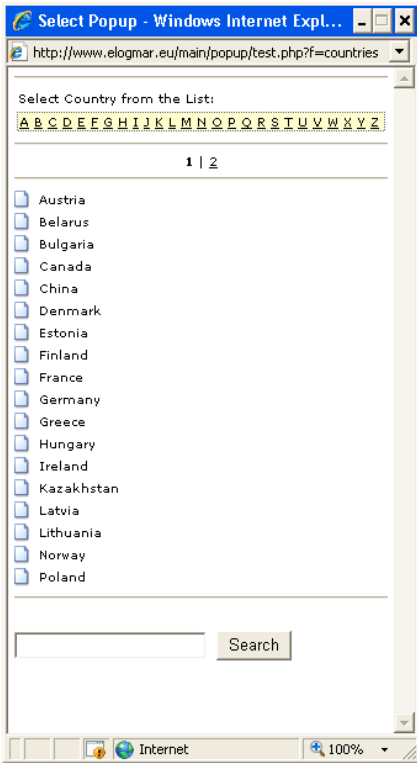 Select Popup - Windows Internet Expl...
http://www.elogmar.eu/main/popup/test.php?f=countries
Select Country from the List:
A B C D E F G H I J K L M N O P Q R S T U V W X Y Z
1 | 2
Austria
Belarus
Bulgaria
Canada
China
Denmark
Estonia
Finland
France
Germany
Greece
Hungary
Ireland
Kazakhstan
Latvia
Lithuania
Norway
Poland
Search
Internet 100%